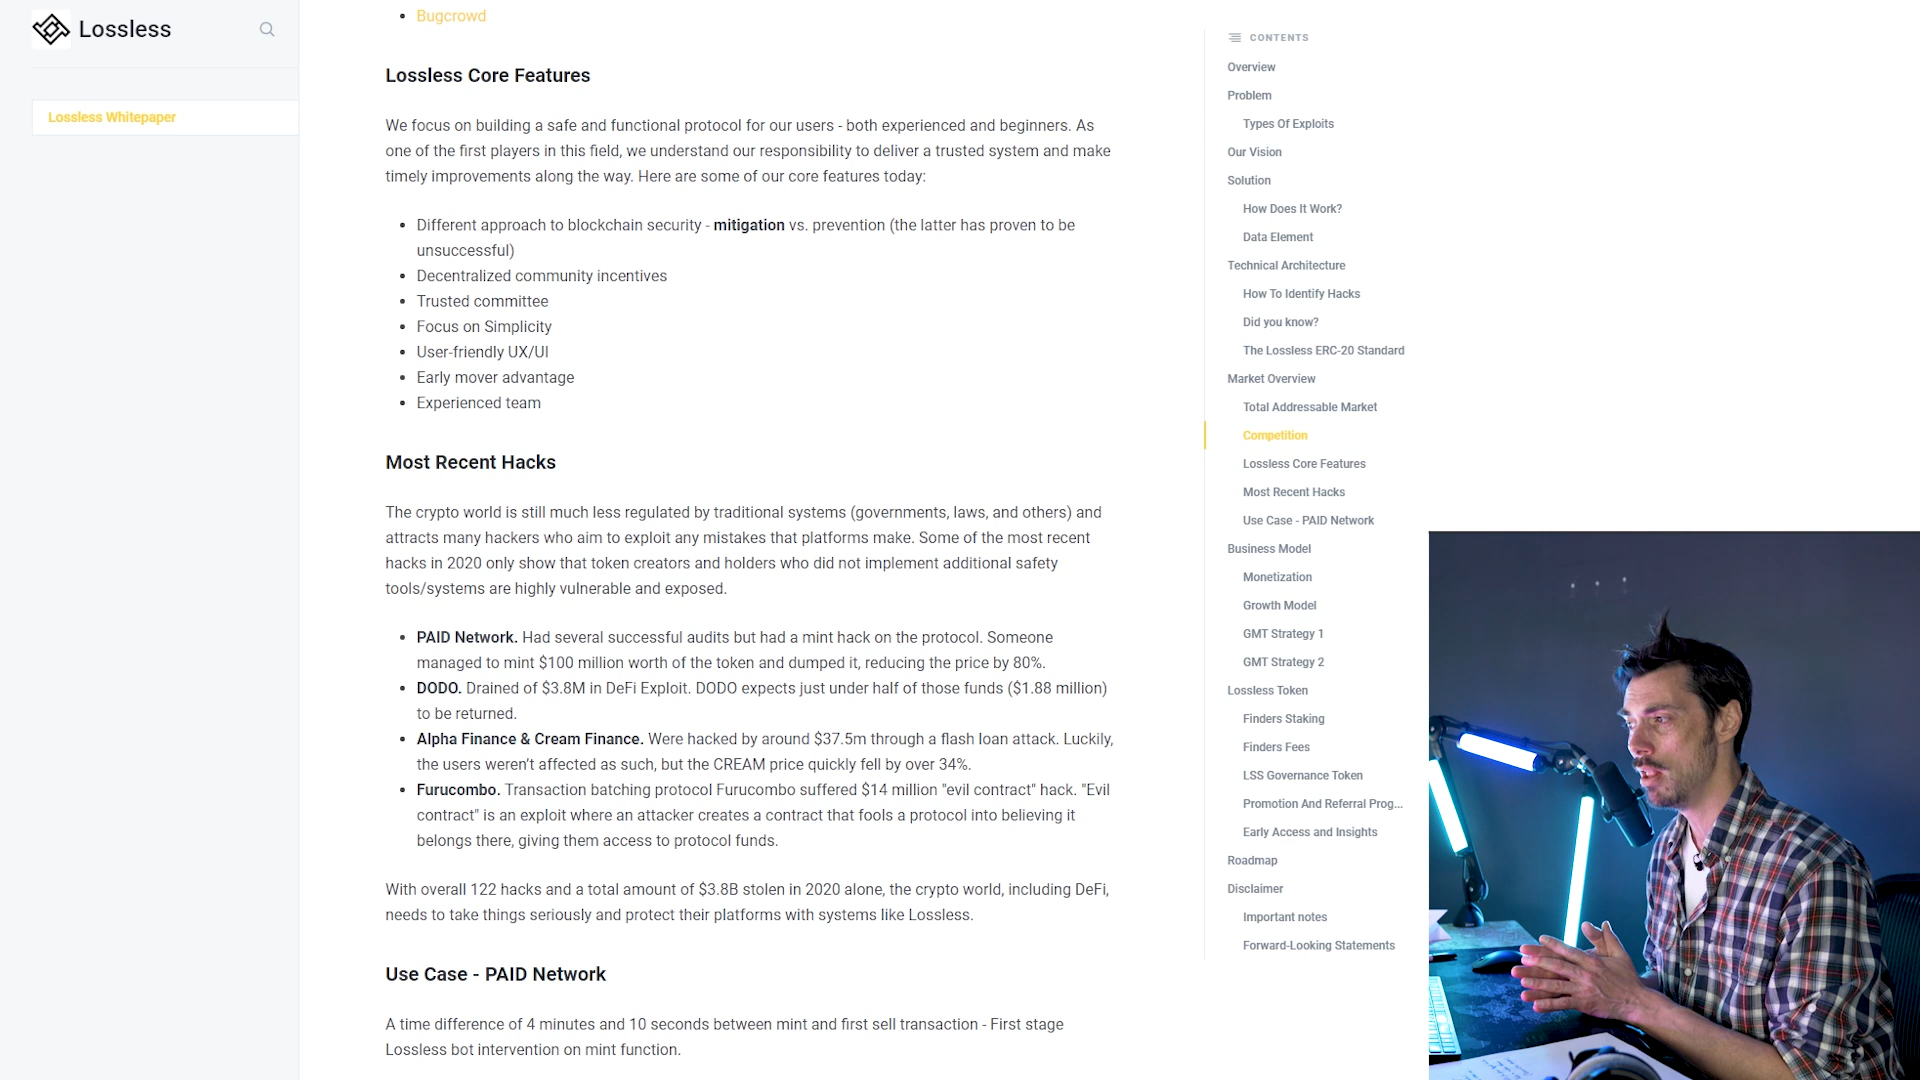 Lossless
Lossless Whitepaper
Bugcrowd
Lossless Core Features
We focus on building a safe and functional protocol for our users - both experienced and beginners. As
one of the first players in this field, we understand our responsibility to deliver a trusted system and make
timely improvements along the way. Here are some of our core features today:
Different approach to blockchain security - mitigation vs. prevention (the latter has proven to be
unsuccessful)
Decentralized community incentives
Trusted committee
Focus on Simplicity
User-friendly UX/UI
Early mover advantage
Experienced team
Most Recent Hacks
The crypto world is still much less regulated by traditional systems (governments, laws, and others) and
attracts many hackers who aim to exploit any mistakes that platforms make. Some of the most recent
hacks in 2020 only show that token creators and holders who did not implement additional safety
tools/systems are highly vulnerable and exposed.
PAID Network. Had several successful audits but had a mint hack on the protocol. Someone
managed to mint $100 million worth of the token and dumped it, reducing the price by 80%.
DODO. Drained of $3.8M in DeFi Exploit. DODO expects just under half of those funds ($1.88 million)
to be returned.
Alpha Finance & Cream Finance. Were hacked by around $37.5m through a flash loan attack. Luckily,
the users weren’t affected as such, but the CREAM price quickly fell by over 34%.
Furucombo. Transaction batching protocol Furucombo suffered $14 million "evil contract" hack. "Evil
contract" is an exploit where an attacker creates a contract that fools a protocol into believing it
belongs there, giving them access to protocol funds.
With overall 122 hacks and a total amount of $3.8B stolen in 2020 alone, the crypto world, including DeFi,
needs to take things seriously and protect their platforms with systems like Lossless.
Use Case - PAID Network
A time difference of 4 minutes and 10 seconds between mint and first sell transaction - First stage
Lossless bot intervention on mint function.
CONTENTS
Overview
Problem
Types Of Exploits
Our Vision
Solution
How Does It Work?
Data Element
Technical Architecture
How To Identify Hacks
Did you know?
The Lossless ERC-20 Standard
Market Overview
Total Addressable Market
Competition
Lossless Core Features
Most Recent Hacks
Use Case - PAID Network
Business Model
Monetization
Growth Model
GMT Strategy 1
GMT Strategy 2
Lossless Token
Finders Staking
Finders Fees
LSS Governance Token
Promotion And Referral Prog...
Early Access and Insights
Roadmap
Disclaimer
Important notes
Forward-Looking Statements